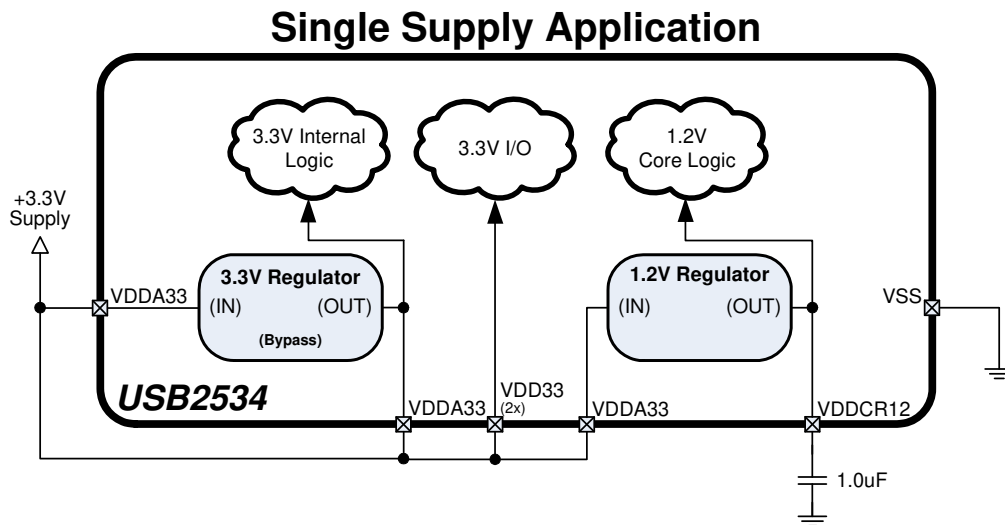 Single Supply Application
3.3V Internal
Logic
3.3V I/O
1.2V
Core Logic
+3.3V
Supply
VDDA33
3.3V Regulator
(IN)
(OUT)
(Bypass)
1.2V Regulator
(IN)
(OUT)
VSS
USB2534
VDDA33
VDD33
(2x)
VDDA33
VDDCR12
1.0uF